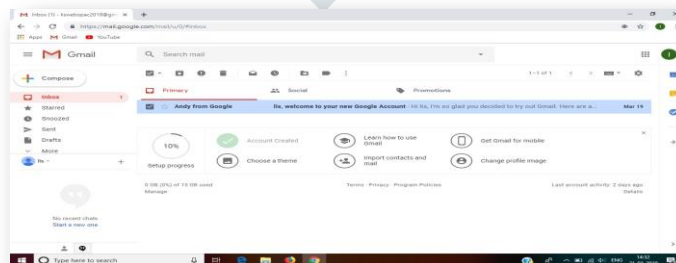 Inbox (1) -
https://mail.google.com/mail/u/0/#inbox
Apps Gmail YouTube
Gmail
Search mail
Compose
1–1 of 1
Primary Social Promotions
Inbox 1
Andy from Google
lis, welcome to your new Google Account - Hi lis, I'm so glad you decided to try out Gmail. Here are a... Mar 19
Starred
Snoozed
Sent
Drafts
More
lis
10%
Setup progress
Account Created
Learn how to use
Gmail
Get Gmail for mobile
Choose a theme
Import contacts and
mail
Change profile image
0 GB (0%) of 15 GB used
Manage
Terms · Privacy · Program Policies
Last account activity: 2 days ago
Details
No recent chats
Start a new one
Type here to search
ENG
14:52